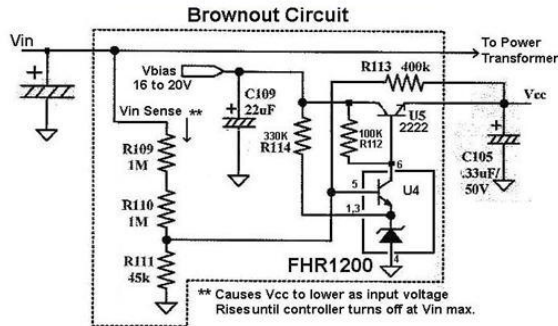 Brownout Circuit
Vin
To Power
Transformer
R113 400k
Vbias
16 to 20V
Vcc
C109
22uF
U5
2222
Vin Sense **
330K
R114
100K
R112
R109
1M
6
C105
.33uF/
50V
5
U4
R110
1M
1,3
R111
45k
4
FHR1200
** Causes Vcc to lower as input voltage
Rises until controller turns off at Vin max.